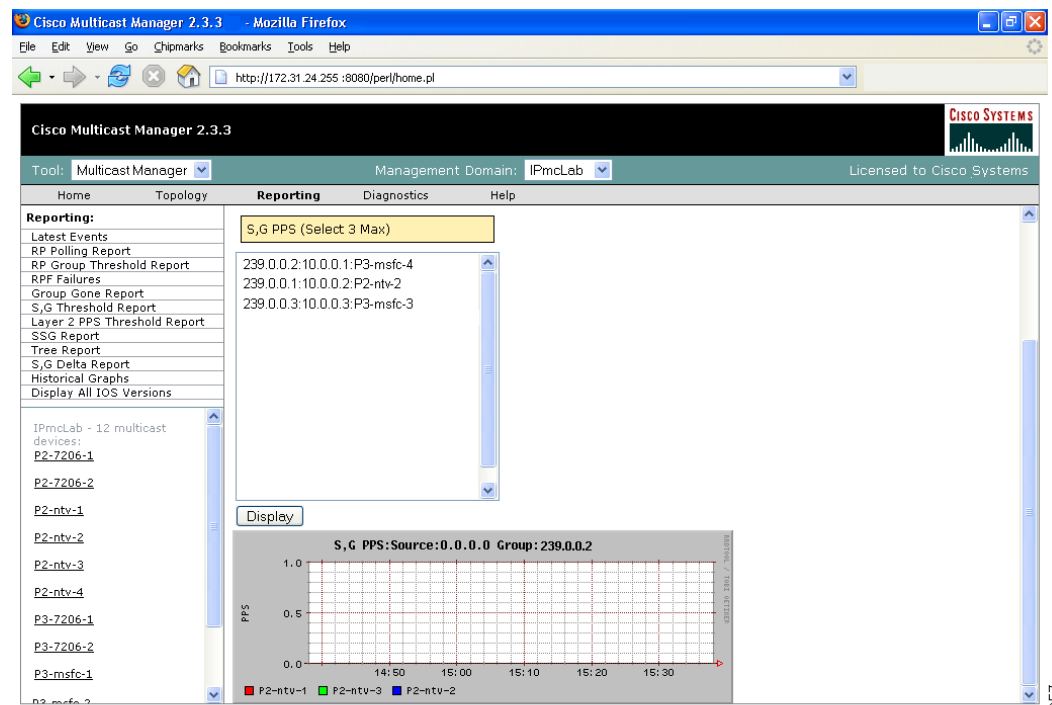 Cisco Multicast Manager 2.3.3 - Mozilla Firefox
File Edit View Go Chipmarks Bookmarks Tools Help
http://172.31.24.255 :8080/perl/home.pl
Cisco Multicast Manager 2.3.3
CISCO SYSTEMS
Tool: Multicast Manager Management Domain: IPmcLab Licensed to Cisco Systems
Home Topology Reporting Diagnostics Help
Reporting:
Latest Events
RP Polling Report
RP Group Threshold Report
RPF Failures
Group Gone Report
S,G Threshold Report
Layer 2 PPS Threshold Report
SSG Report
Tree Report
S,G Delta Report
Historical Graphs
Display All IOS Versions
IPmcLab - 12 multicast
devices:
P2-7206-1
P2-7206-2
P2-ntv-1
P2-ntv-2
P2-ntv-3
P2-ntv-4
P3-7206-1
P3-7206-2
P3-msfc-1
P3-msfc-2
S,G PPS (Select 3 Max)
239.0.0.2:10.0.0.1:P3-msfc-4
239.0.0.1:10.0.0.2:P2-ntv-2
239.0.0.3:10.0.0.3:P3-msfc-3
Display
S,G PPS:Source:0.0.0.0 Group:239.0.0.2
RRDTOOL / TOBI OETIKER
PPS
1.0
0.5
0.0
14:50 15:00 15:10 15:20 15:30
P2-ntv-1 P2-ntv-3 P2-ntv-2